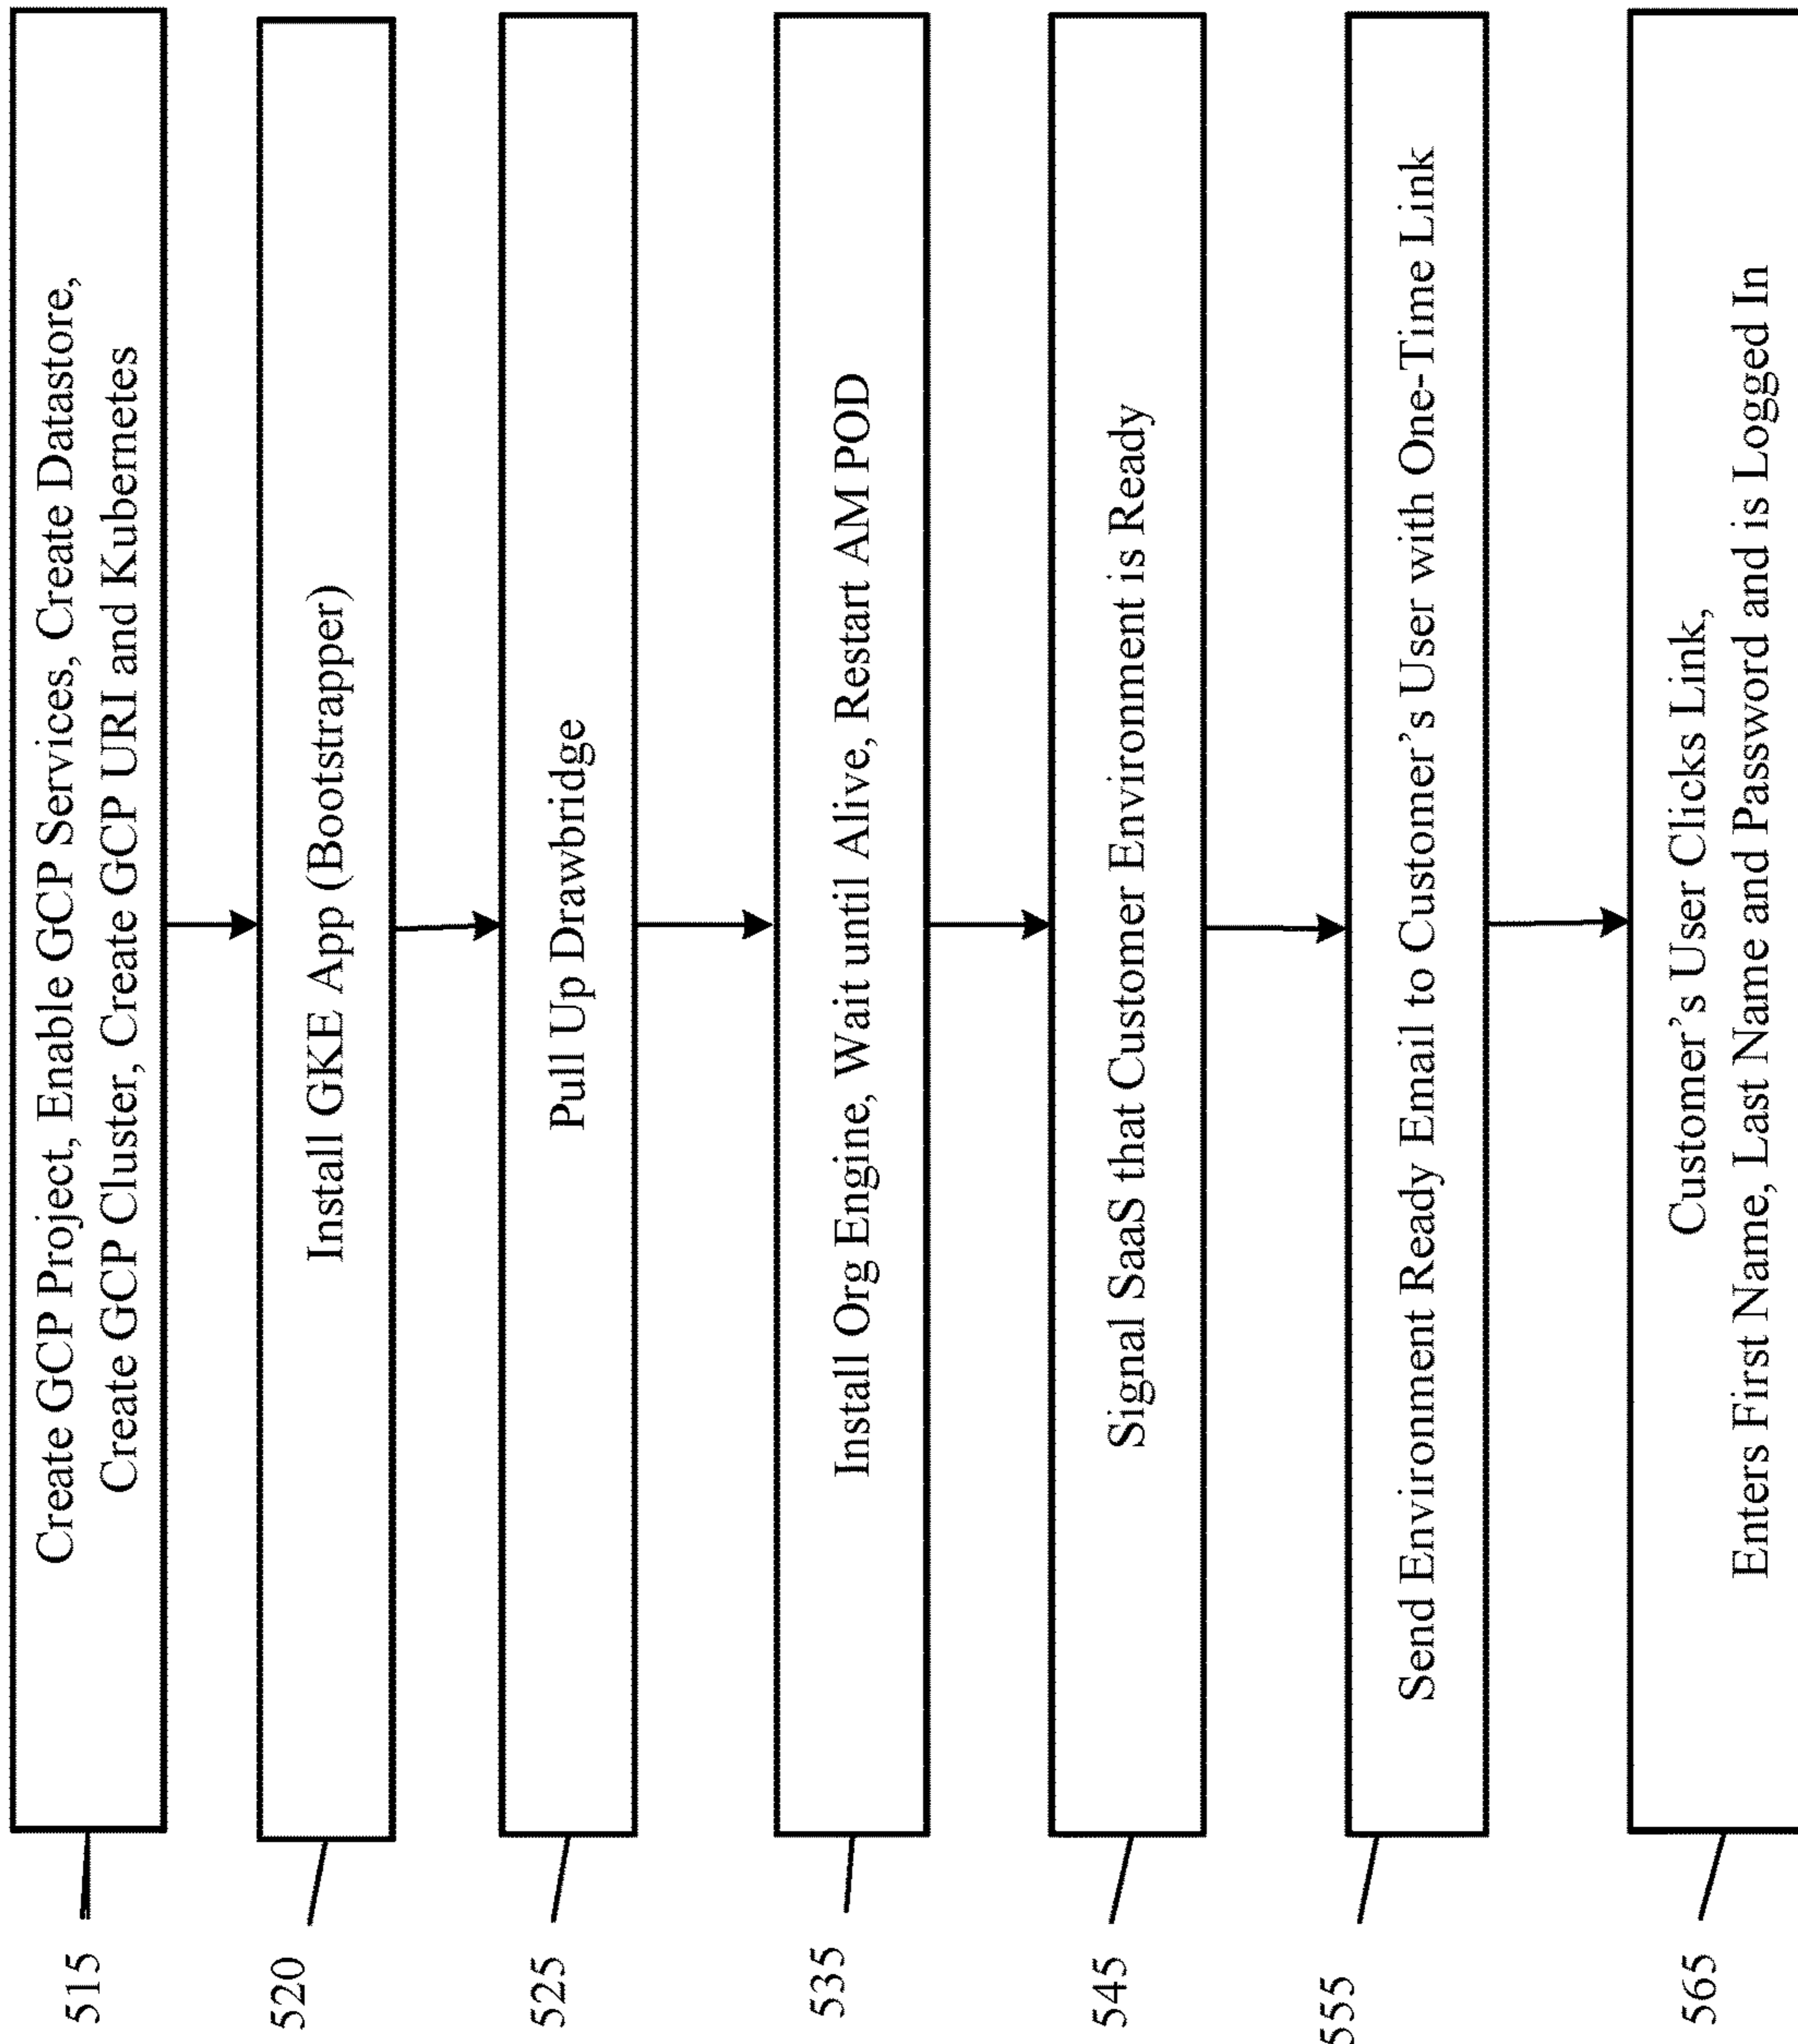 515
Create GCP Project, Enable GCP Services, Create Datastore,
Create GCP Cluster, Create GCP URI and Kubernetes
520
Install GKE App (Bootstrapper)
525
Pull Up Drawbridge
535
Install Org Engine, Wait until Alive, Restart AM POD
545
Signal SaaS that Customer Environment is Ready
555
Send Environment Ready Email to Customer's User with One-Time Link
565
Customer's User Clicks Link,
Enters First Name, Last Name and Password and is Logged In